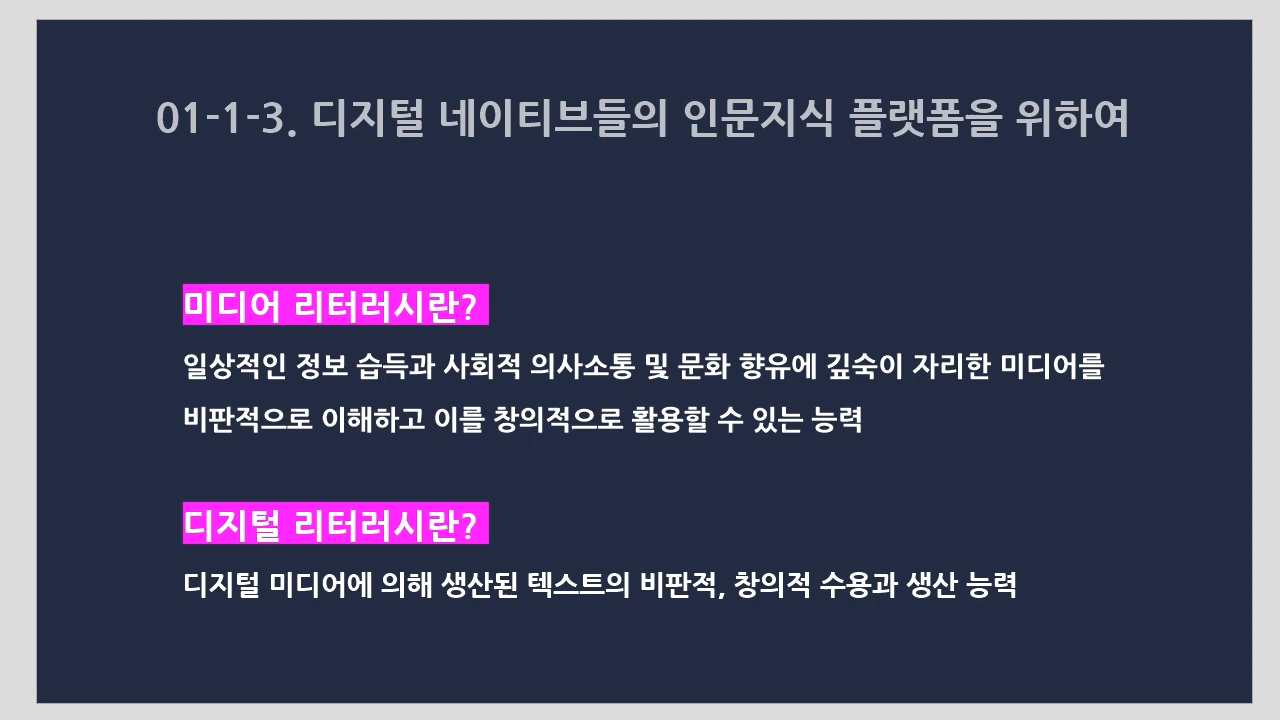 01-1-3. 디지털 네이티브들의 인문지식 플랫폼을 위하여
미디어 리터러시란?
일상적인 정보 습득과 사회적 의사소통 및 문화 향유에 깊숙이 자리한 미디어를
비판적으로 이해하고 이를 창의적으로 활용할 수 있는 능력
디지털 리터러시란?
디지털 미디어에 의해 생산된 텍스트의 비판적, 창의적 수용과 생산 능력